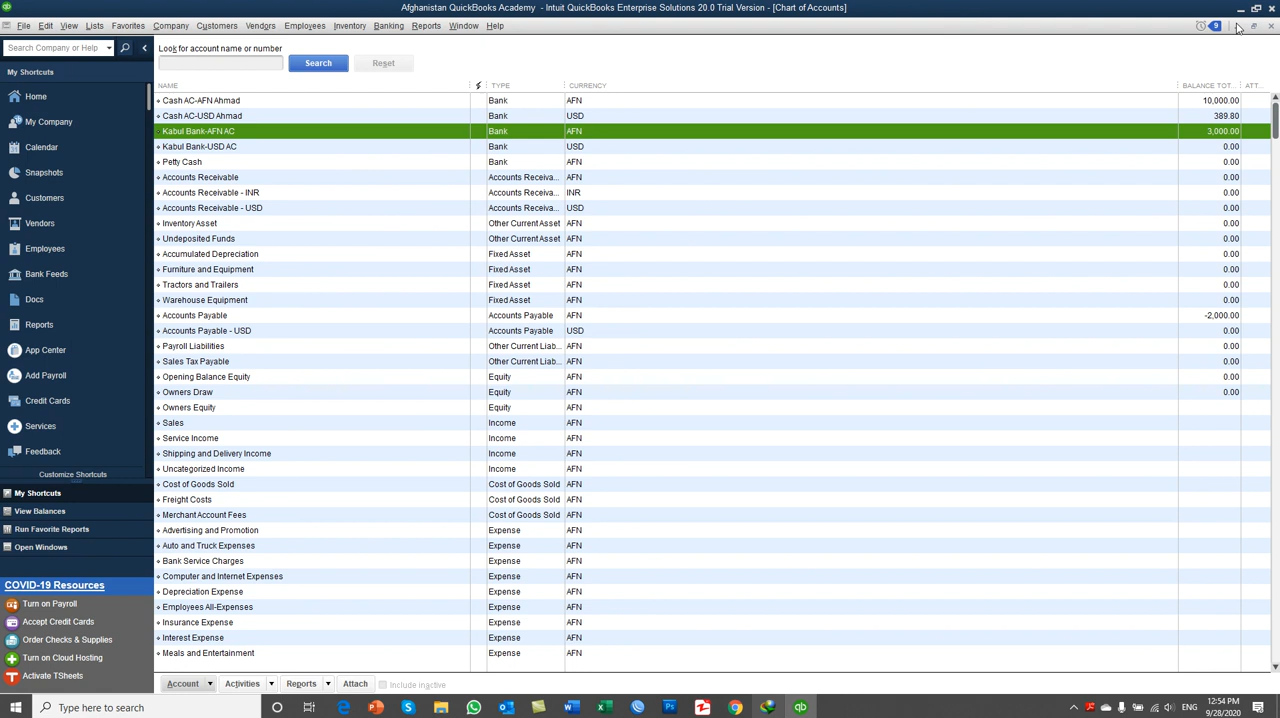 Afghanistan QuickBooks Academy - Intuit QuickBooks Enterprise Solutions 20.0 Trial Version - [Chart of Accounts]
File Edit View Lists Favorites Company Customers Vendors Employees Inventory Banking Reports Window Help 9
Search Company or Help
My Shortcuts
Home
My Company
Calendar
Snapshots
Customers
Vendors
Employees
Bank Feeds
Docs
Reports
App Center
Add Payroll
Credit Cards
Services
Feedback
Customize Shortcuts
My Shortcuts
View Balances
Run Favorite Reports
Open Windows
COVID-19 Resources
Turn on Payroll
Accept Credit Cards
Order Checks & Supplies
Turn on Cloud Hosting
Activate TSheets
Look for account name or number
Search Reset
NAME TYPE CURRENCY BALANCE TOT... ATT...
Cash AC-AFN Ahmad Bank AFN 10,000.00
Cash AC-USD Ahmad Bank USD 389.80
Kabul Bank-AFN AC Bank AFN 3,000.00
Kabul Bank-USD AC Bank USD 0.00
Petty Cash Bank AFN 0.00
Accounts Receivable Accounts Receiva... AFN 0.00
Accounts Receivable - INR Accounts Receiva... INR 0.00
Accounts Receivable - USD Accounts Receiva... USD 0.00
Inventory Asset Other Current Asset AFN 0.00
Undeposited Funds Other Current Asset AFN 0.00
Accumulated Depreciation Fixed Asset AFN 0.00
Furniture and Equipment Fixed Asset AFN 0.00
Tractors and Trailers Fixed Asset AFN 0.00
Warehouse Equipment Fixed Asset AFN 0.00
Accounts Payable Accounts Payable AFN -2,000.00
Accounts Payable - USD Accounts Payable USD 0.00
Payroll Liabilities Other Current Liab... AFN 0.00
Sales Tax Payable Other Current Liab... AFN 0.00
Opening Balance Equity Equity AFN 0.00
Owners Draw Equity AFN 0.00
Owners Equity Equity AFN
Sales Income AFN
Service Income Income AFN
Shipping and Delivery Income Income AFN
Uncategorized Income Income AFN
Cost of Goods Sold Cost of Goods Sold AFN
Freight Costs Cost of Goods Sold AFN
Merchant Account Fees Cost of Goods Sold AFN
Advertising and Promotion Expense AFN
Auto and Truck Expenses Expense AFN
Bank Service Charges Expense AFN
Computer and Internet Expenses Expense AFN
Depreciation Expense Expense AFN
Employees All-Expenses Expense AFN
Insurance Expense Expense AFN
Interest Expense Expense AFN
Meals and Entertainment Expense AFN
Account Activities Reports Attach Include inactive
Type here to search
ENG
12:54 PM
9/28/2020